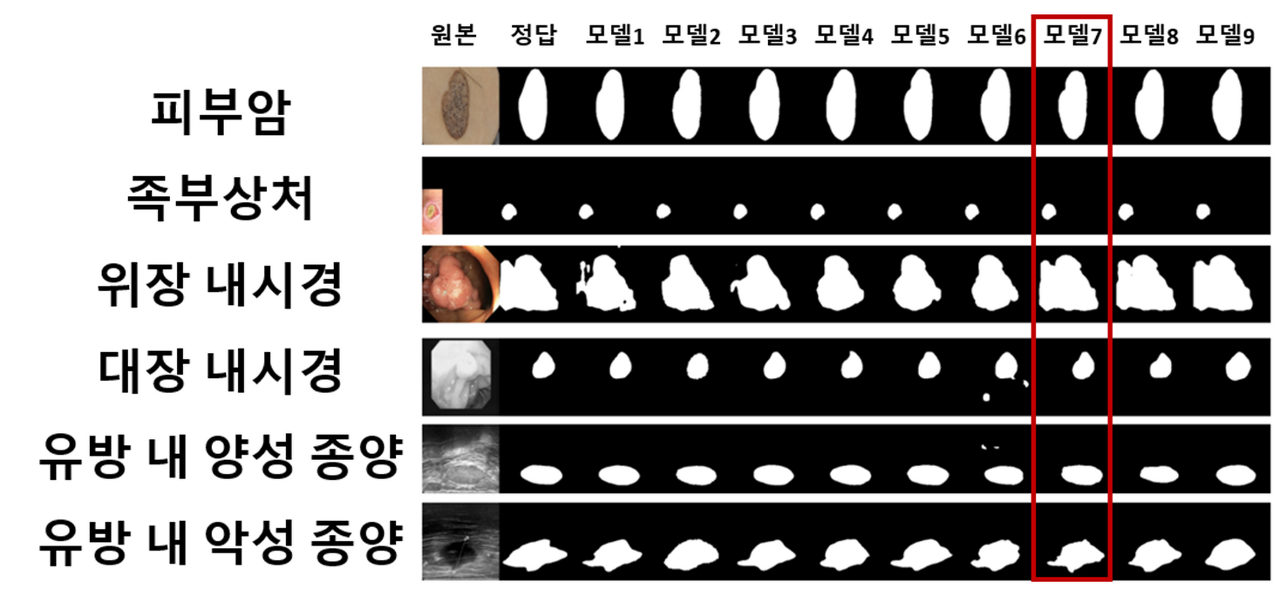 원본 정답 모델1 모델2 모델3 모델4 모델5 모델6 모델7 모델8 모델9
피부암
족부상처
위장 내시경
대장 내시경
유방 내 양성 종양
유방 내 악성 종양